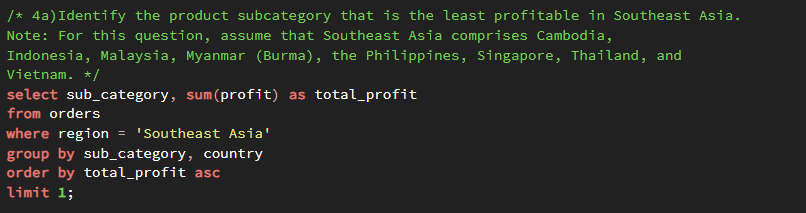 /* 4a)Identify the product subcategory that is the least profitable in Southeast Asia.
Note: For this question, assume that Southeast Asia comprises Cambodia,
Indonesia, Malaysia, Myanmar (Burma), the Philippines, Singapore, Thailand, and
Vietnam. */
select sub_category, sum(profit) as total_profit
from orders
where region = 'Southeast Asia'
group by sub_category, country
order by total_profit asc
limit 1;